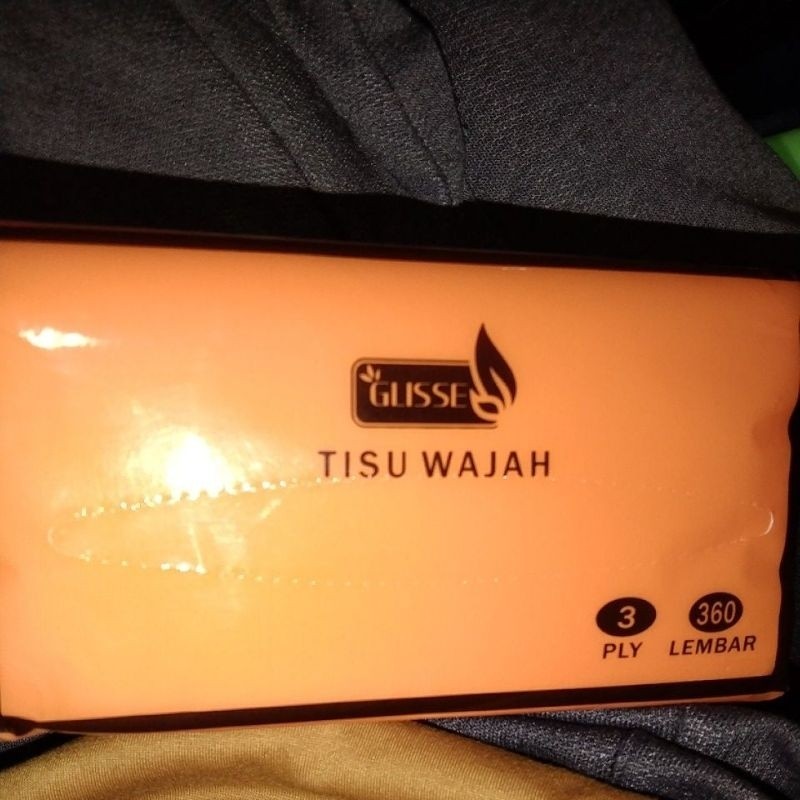 GLISSE
TISU WAJAH
3 360
PLY LEMBAR